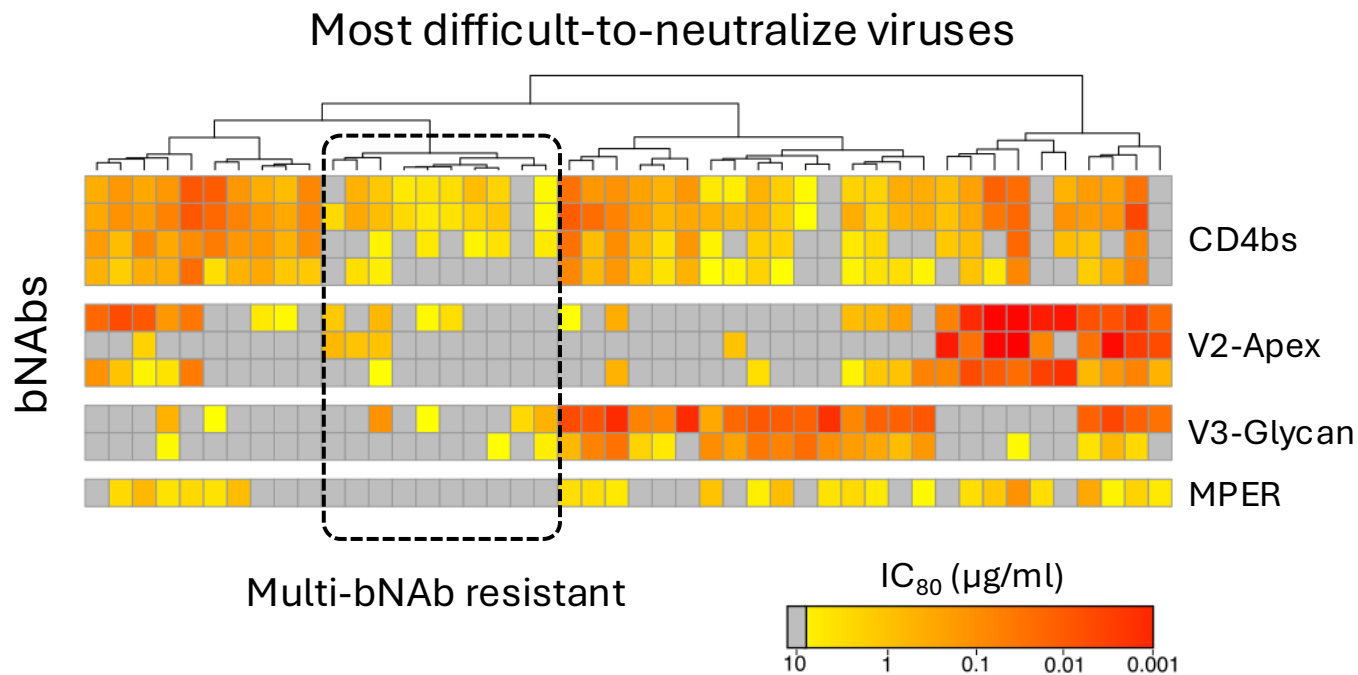 Most difficult-to-neutralize viruses
bNAbs
CD4bs
V2-Apex
V3-Glycan
MPER
Multi-bNAb resistant
IC₈₀ (µg/ml)
10 1 0.1 0.01 0.001